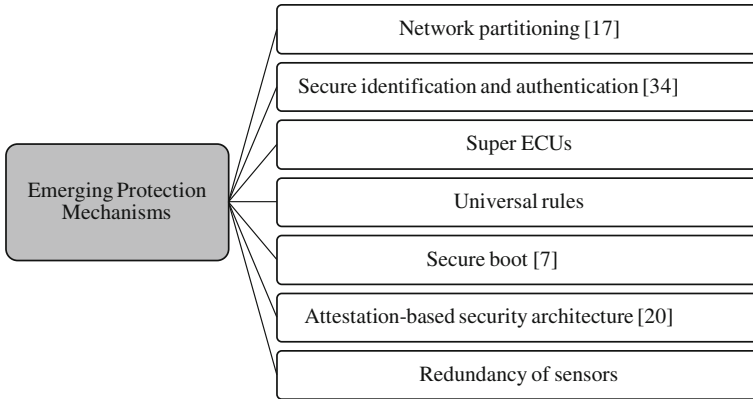 Network partitioning [17]
Secure identification and authentication [34]
Super ECUs
Emerging Protection
Mechanisms
Universal rules
Secure boot [7]
Attestation-based security architecture [20]
Redundancy of sensors